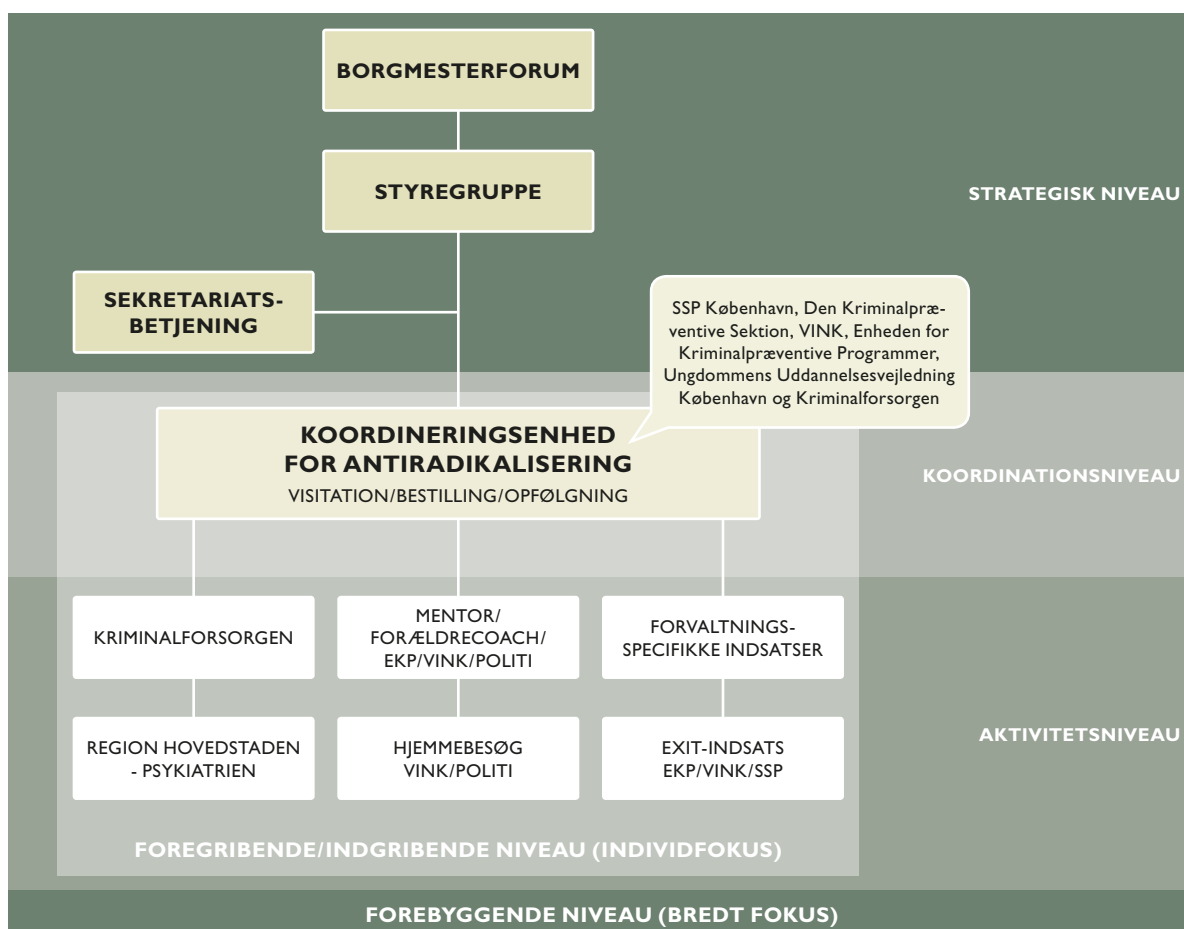 BORGMESTERFORUM
STYREGRUPPE
STRATEGISK NIVEAU
SEKRETARIATS-
BETJENING
SSP København, Den Kriminalpræ-
ventive Sektion, VINK, Enheden for
Kriminalpræventive Programmer,
Ungdommens Uddannelsesvejledning
København og Kriminalforsorgen
KOORDINERINGSENHED
FOR ANTIRADIKALISERING
VISITATION/BESTILLING/OPFØLGNING
KOORDINATIONSNIVEAU
KRIMINALFORSORGEN
MENTOR/
FORÆLDRECOACH/
EKP/VINK/POLITI
FORVALTNINGS-
SPECIFIKKE INDSATSER
REGION HOVEDSTADEN
- PSYKIATRIEN
HJEMMEBESØG
VINK/POLITI
EXIT-INDSATS
EKP/VINK/SSP
AKTIVITETSNIVEAU
FOREGRIBENDE/INDGRIBENDE NIVEAU (INDIVIDFOKUS)
FOREBYGGENDE NIVEAU (BREDT FOKUS)